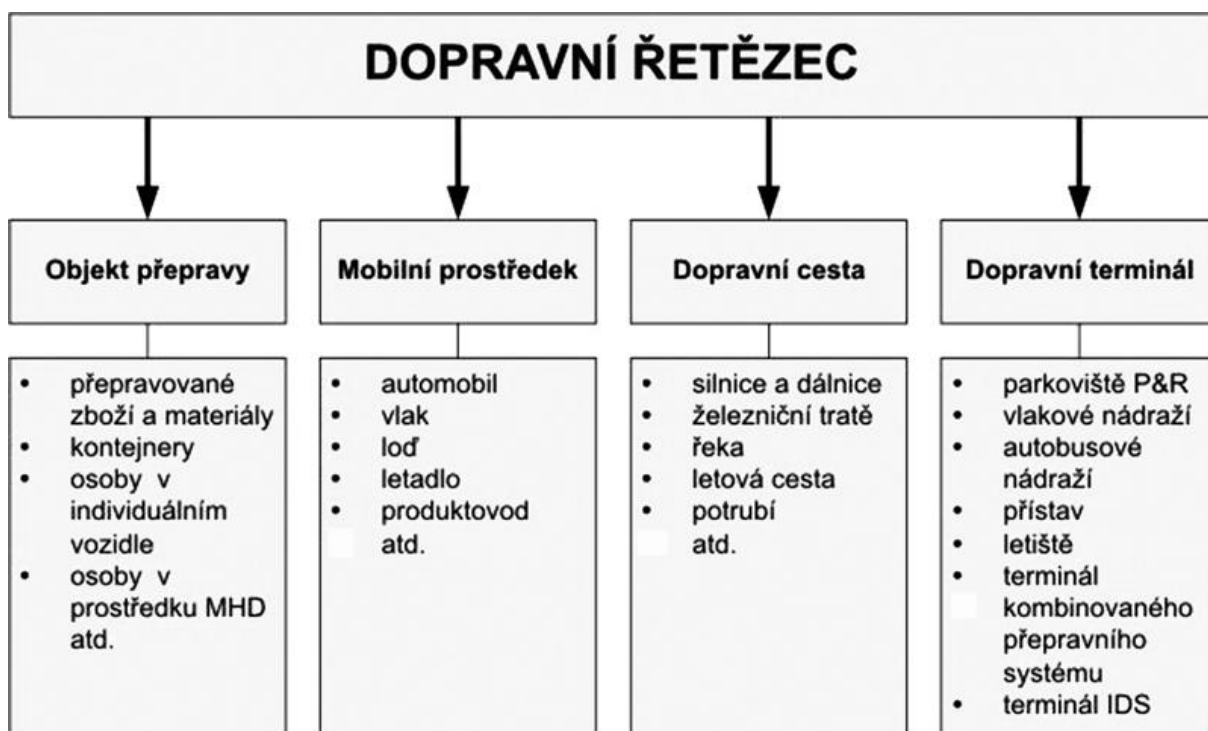 DOPRAVNÍ ŘETĚZEC
Objekt přepravy
• přepravované
zboží a materiály
• kontejnery
• osoby v
individuálním
vozidle
• osoby v
prostředku MHD
atd.
Mobilní prostředek
• automobil
• vlak
• loď
• letadlo
• produktovod
atd.
Dopravní cesta
• silnice a dálnice
• železniční tratě
• řeka
• letová cesta
• potrubí
atd.
Dopravní terminál
• parkoviště P&R
• vlakové nádraží
• autobusové
nádraží
• přístav
• letiště
• terminál
kombinovaného
přepravního
systému
• terminál IDS